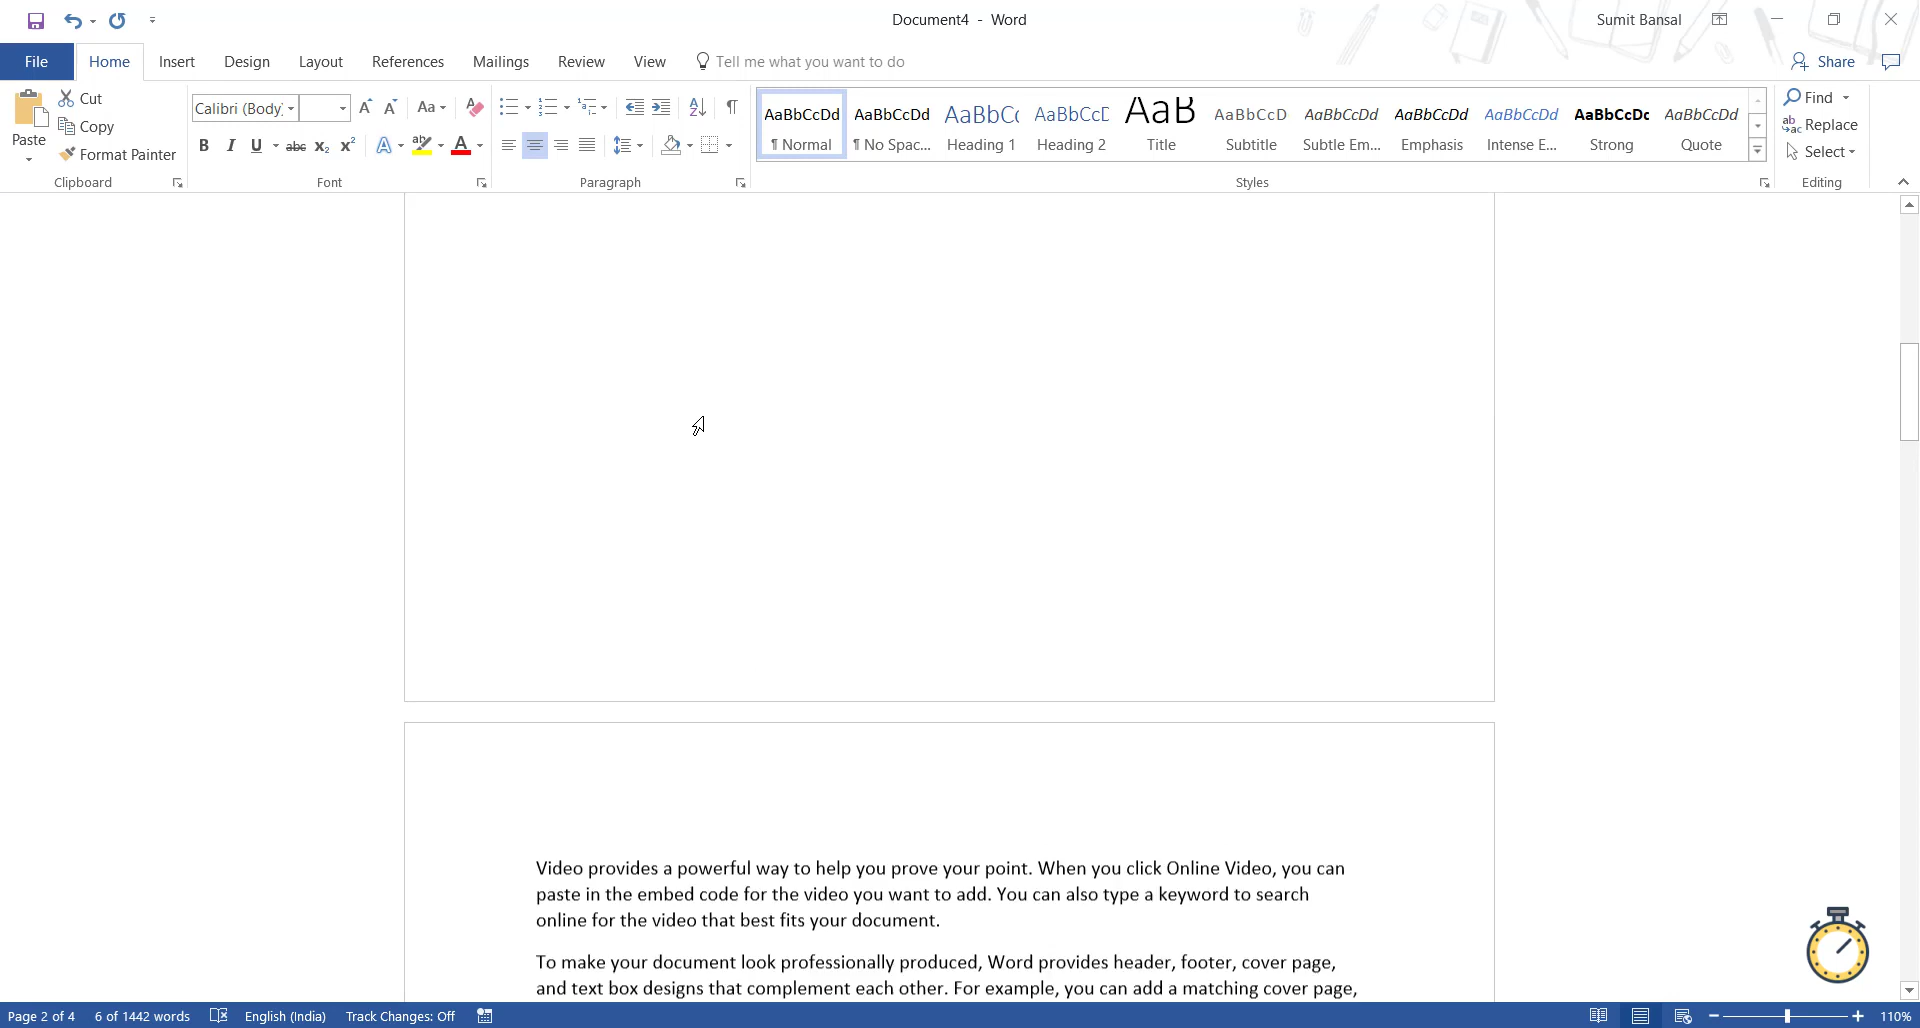 Document4 - Word
Sumit Bansal
File Home Insert Design Layout References Mailings Review View Tell me what you want to do
Share
Paste
Cut
Copy
Format Painter
Clipboard
Calibri (Body)
Aa
B I U abc x₂ x²
A ab A
Font
Paragraph
AaBbCcDd AaBbCcDd AaBbCc AaBbCcD AaB AaBbCcD AaBbCcDd AaBbCcDd AaBbCcDd AaBbCcDc AaBbCcDd
¶ Normal ¶ No Spac... Heading 1 Heading 2 Title Subtitle Subtle Em... Emphasis Intense E... Strong Quote
Styles
Find
Replace
Select
Editing
Video provides a powerful way to help you prove your point. When you click Online Video, you can
paste in the embed code for the video you want to add. You can also type a keyword to search
online for the video that best fits your document.
To make your document look professionally produced, Word provides header, footer, cover page,
and text box designs that complement each other. For example, you can add a matching cover page,
Page 2 of 4 6 of 1442 words English (India) Track Changes: Off 110%